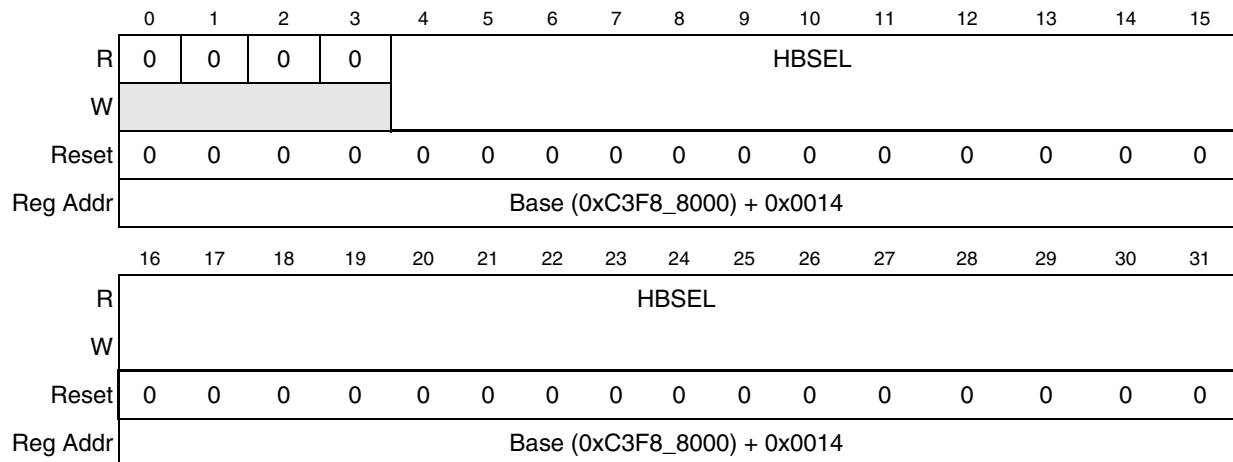 0 1 2 3 4 5 6 7 8 9 10 11 12 13 14 15
R 0 0 0 0 HBSEL
W
Reset 0 0 0 0 0 0 0 0 0 0 0 0 0 0 0 0
Reg Addr Base (0xC3F8_8000) + 0x0014
16 17 18 19 20 21 22 23 24 25 26 27 28 29 30 31
R HBSEL
W
Reset 0 0 0 0 0 0 0 0 0 0 0 0 0 0 0 0
Reg Addr Base (0xC3F8_8000) + 0x0014